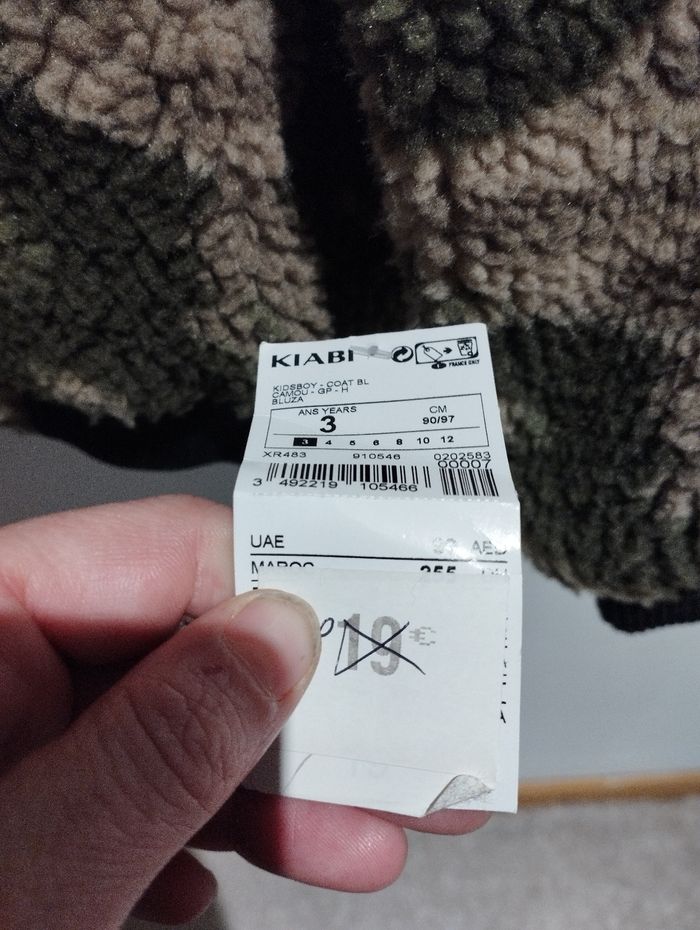 KIABI
FRANCE ONLY
KIDSBOY - COAT BL
CAMOU - GP - H
BLUZA
ANS YEARS CM
3 90/97
3 4 5 6 8 10 12
XR483 910546 0202583
00007
3 492219 105466
UAE AED
MAROC 255
19 €